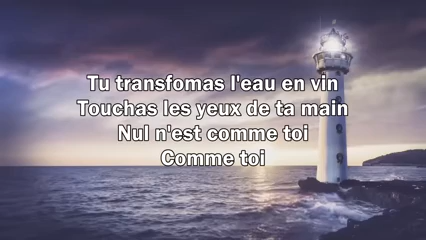 Tu transfomas l'eau en vin
Touchas les yeux de ta main
Nul n'est comme toi
Comme toi